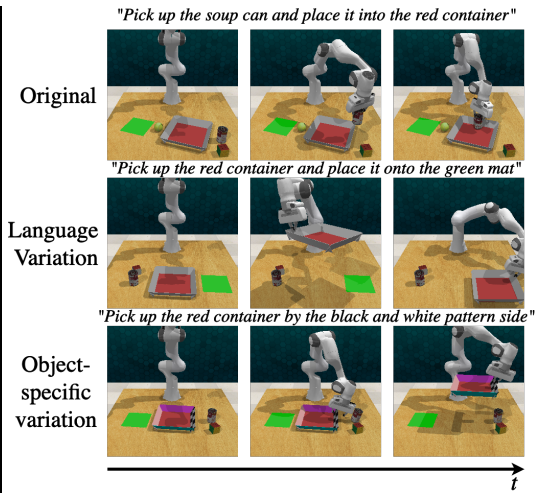 "Pick up the soup can and place it into the red container"
Original
"Pick up the red container and place it onto the green mat"
Language
Variation
"Pick up the red container by the black and white pattern side"
Object-
specific
variation
t